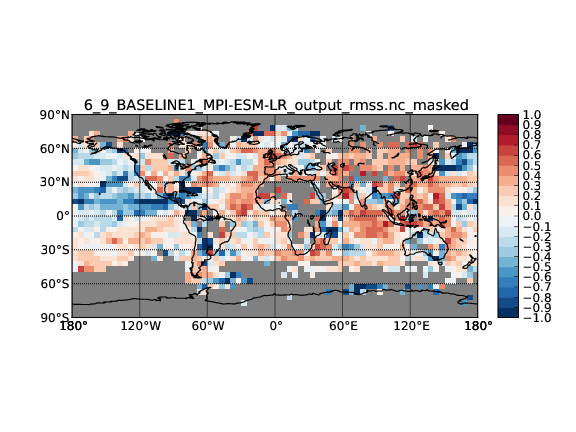 6_9_BASELINE1_MPI-ESM-LR_output_rmss.nc_masked
90°N
60°N
30°N
0°
30°S
60°S
90°S
180° 120°W 60°W 0° 60°E 120°E 180°
1.0
0.9
0.8
0.7
0.6
0.5
0.4
0.3
0.2
0.1
0.0
−0.1
−0.2
−0.3
−0.4
−0.5
−0.6
−0.7
−0.8
−0.9
−1.0